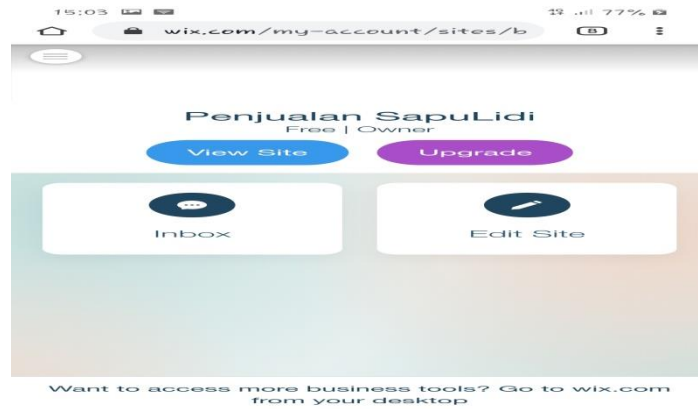 15:03 77%
wix.com/my-account/sites/b 8
Penjualan SapuLidi
Free | Owner
View Site Upgrade
Inbox Edit Site
Want to access more business tools? Go to wix.com
from your desktop